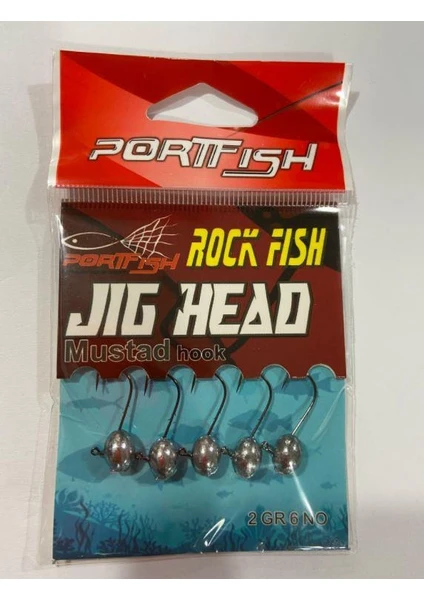 PORTFISH
PORTFISH
ROCK FISH
JIG HEAD
Mustad hook
2 GR 6 NO